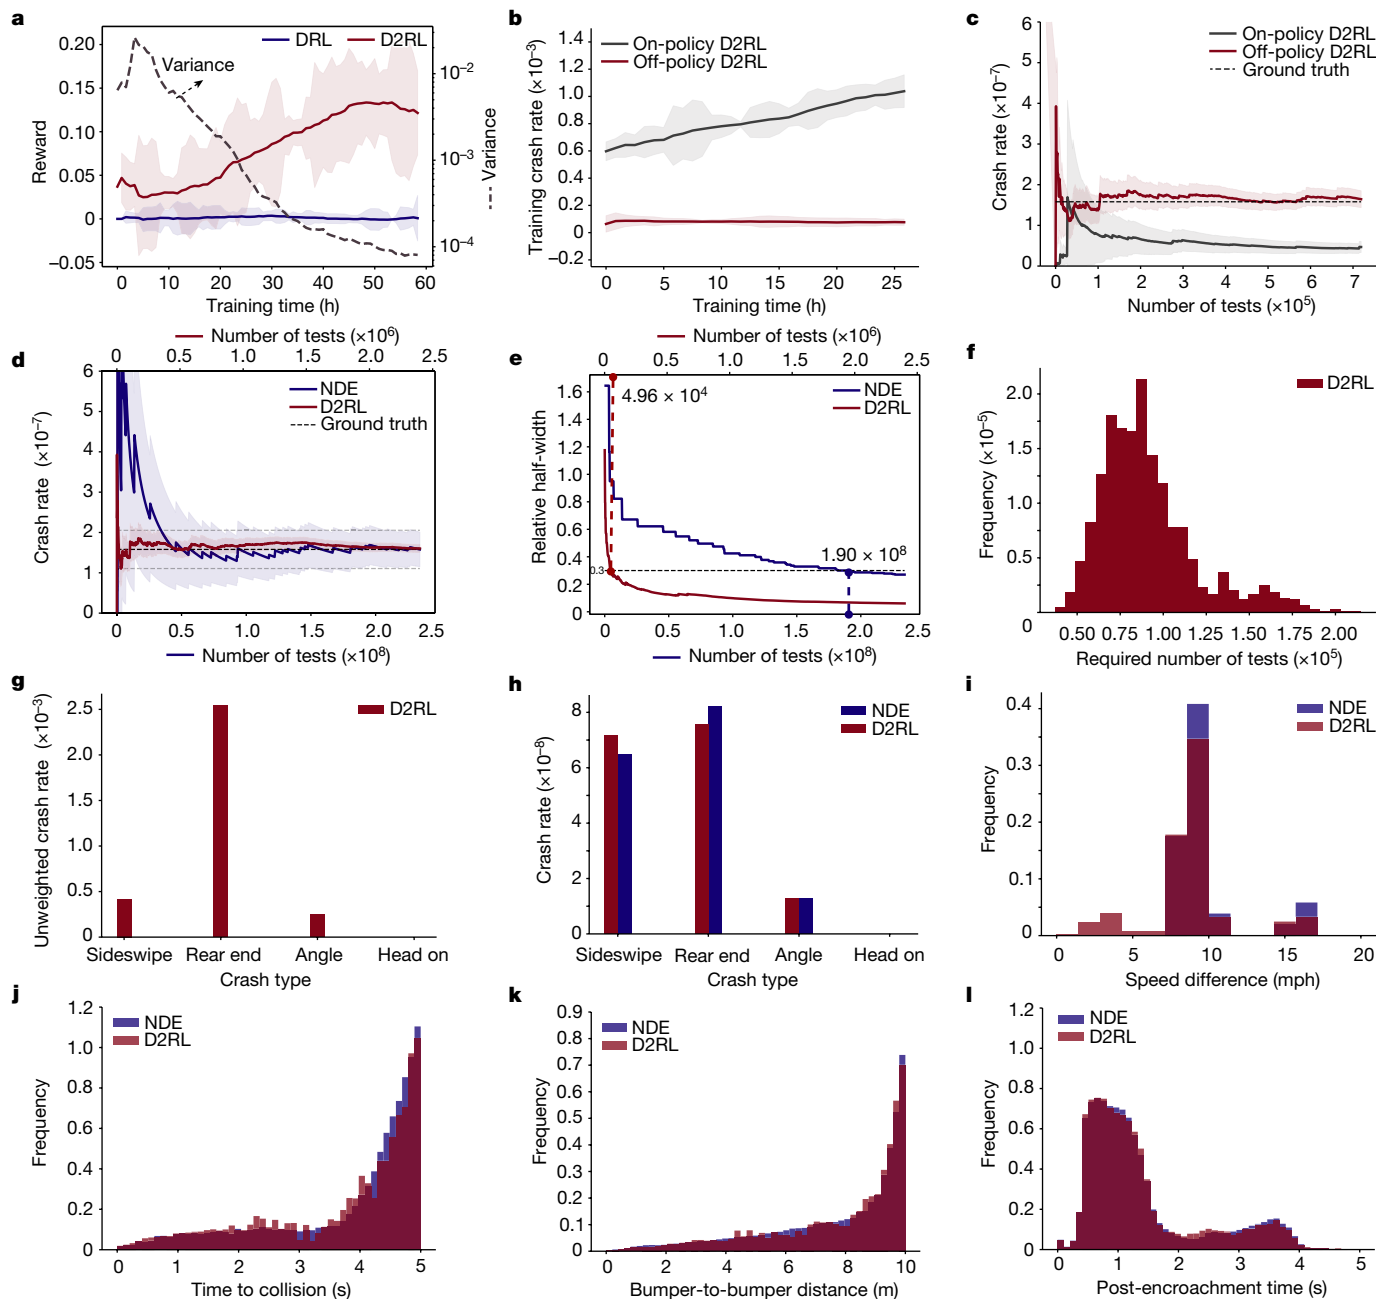 a
DRL
D2RL
Variance
0.20
0.15
0.10
0.05
0
–0.05
Reward
10⁻²
10⁻³
10⁻⁴
Variance
0 10 20 30 40 50 60
Training time (h)
b
On-policy D2RL
Off-policy D2RL
1.4
1.2
1.0
0.8
0.6
0.4
0.2
0
–0.2
Training crash rate (×10⁻³)
0 5 10 15 20 25
Training time (h)
c
On-policy D2RL
Off-policy D2RL
Ground truth
6
5
4
3
2
1
0
Crash rate (×10⁻⁷)
0 1 2 3 4 5 6 7
Number of tests (×10⁵)
d
Number of tests (×10⁶)
0 0.5 1.0 1.5 2.0 2.5
NDE
D2RL
Ground truth
6
5
4
3
2
1
0
Crash rate (×10⁻⁷)
0 0.5 1.0 1.5 2.0 2.5
Number of tests (×10⁸)
e
Number of tests (×10⁶)
0 0.5 1.0 1.5 2.0 2.5
4.96 × 10⁴
NDE
D2RL
1.90 × 10⁸
1.6
1.4
1.2
1.0
0.8
0.6
0.4
0.3
0.2
0
Relative half-width
0 0.5 1.0 1.5 2.0 2.5
Number of tests (×10⁸)
f
D2RL
2.0
1.5
1.0
0.5
0
Frequency (×10⁻⁵)
0.50 0.75 1.00 1.25 1.50 1.75 2.00
Required number of tests (×10⁵)
g
D2RL
2.5
2.0
1.5
1.0
0.5
0
Unweighted crash rate (×10⁻³)
Sideswipe Rear end Angle Head on
Crash type
h
NDE
D2RL
8
6
4
2
0
Crash rate (×10⁻⁸)
Sideswipe Rear end Angle Head on
Crash type
i
NDE
D2RL
0.4
0.3
0.2
0.1
0
Frequency
0 10 20
Speed difference (mph)
j
NDE
D2RL
1.2
1.0
0.8
0.6
0.4
0.2
0
Frequency
0 1 2 3 4 5
Time to collision (s)
k
NDE
D2RL
0.9
0.8
0.7
0.6
0.5
0.4
0.3
0.2
0.1
0
Frequency
0 2 4 6 8 10
Bumper-to-bumper distance (m)
l
NDE
D2RL
1.2
1.0
0.8
0.6
0.4
0.2
0
Frequency
0 1 2 3 4 5
Post-encroachment time (s)